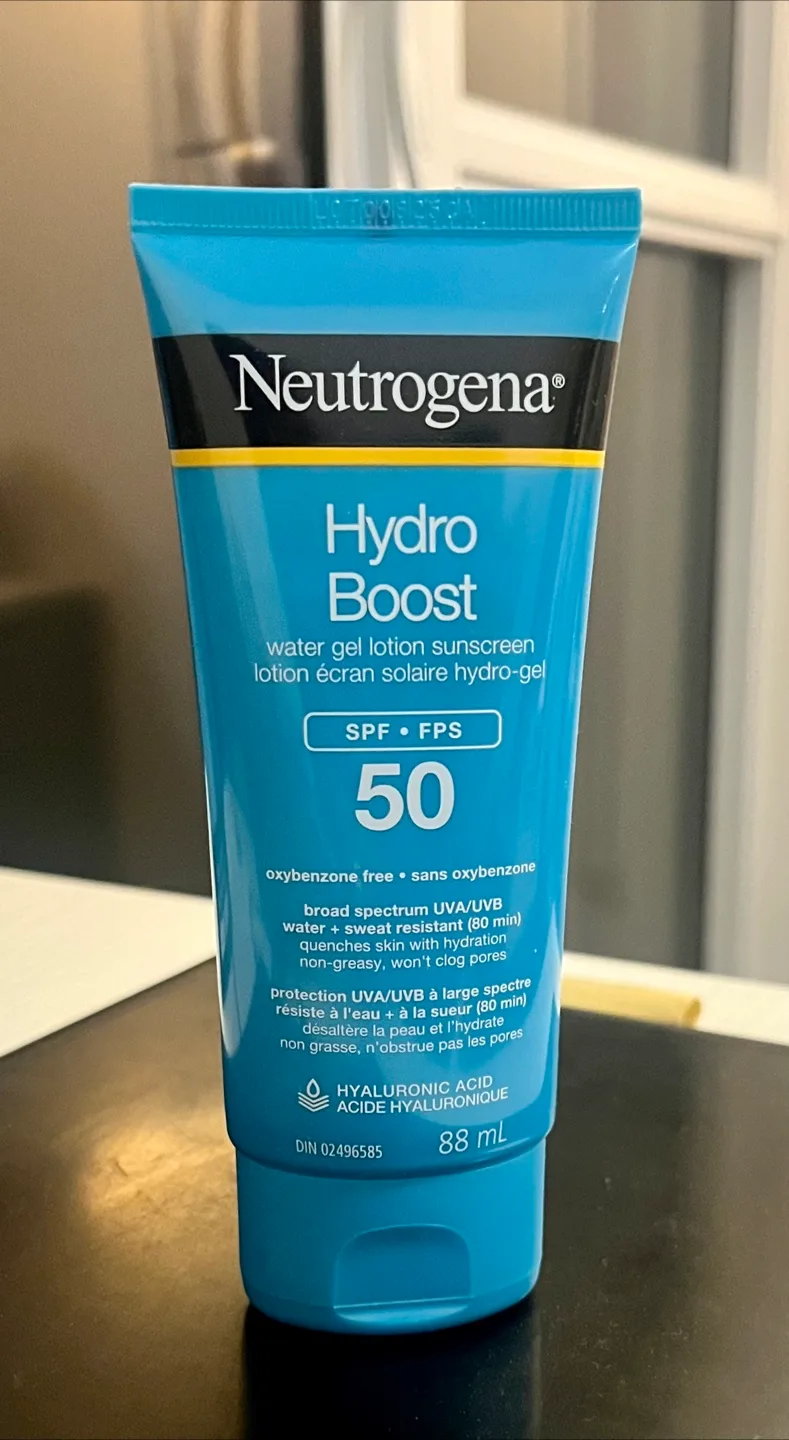 Neutrogena®
Hydro
Boost
water gel lotion sunscreen
lotion écran solaire hydro-gel
SPF • FPS
50
oxybenzone free • sans oxybenzone
broad spectrum UVA/UVB
water + sweat resistant (80 min)
quenches skin with hydration
non-greasy, won't clog pores
protection UVA/UVB à large spectre
résiste à l'eau + à la sueur (80 min)
désaltère la peau et l'hydrate
non grasse, n'obstrue pas les pores
HYALURONIC ACID
ACIDE HYALURONIQUE
DIN 02496585
88 mL